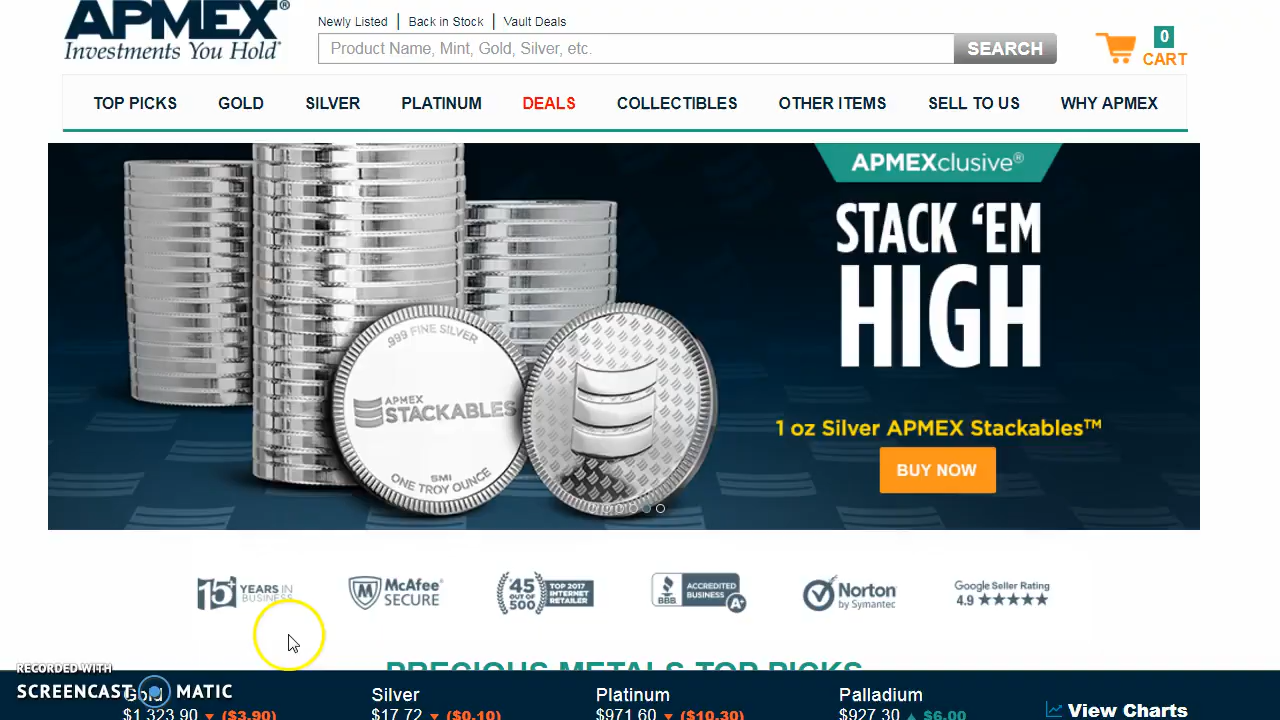 APMEX®
Investments You Hold®
Newly Listed | Back in Stock | Vault Deals
Product Name, Mint, Gold, Silver, etc.
SEARCH
0
CART
TOP PICKS
GOLD
SILVER
PLATINUM
DEALS
COLLECTIBLES
OTHER ITEMS
SELL TO US
WHY APMEX
APMEXclusive®
STACK ‘EM
HIGH
1 oz Silver APMEX Stackables™
BUY NOW
.999 FINE SILVER
APMEX
STACKABLES
SMI
ONE TROY OUNCE
15+ YEARS IN
BUSINESS
McAfee
SECURE
45
OUT OF
500
TOP 2017
INTERNET
RETAILER
BBB
ACCREDITED
BUSINESS
A+
Norton
by Symantec
Google Seller Rating
4.9 ★★★★★
PRECIOUS METALS TOP PICKS
RECORDED WITH
SCREENCAST MATIC
Gold
$1,323.90 ▼ ($3.90)
Silver
$17.72 ▼ ($0.10)
Platinum
$971.60 ▼ ($10.30)
Palladium
$927.30 ▲ $6.00
View Charts